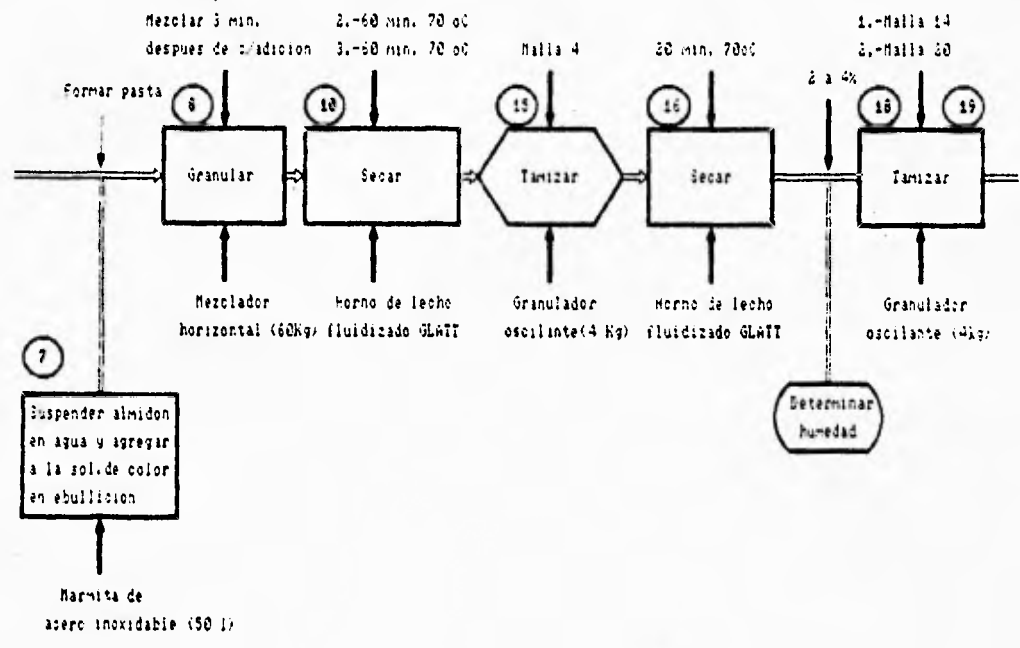 Mezclar 3 min.
despues de c/adicion
2.-60 min. 70 oC
3.-60 min. 70 oC
Malla 4
20 min. 70oC
1.-Malla 14
2.-Malla 20
2 a 4%
Formar pasta
8
10
15
16
18
19
Granular
Secar
Tamizar
Secar
Tamizar
Mezclador
horizontal (60Kg)
Horno de lecho
fluidizado GLATT
Granulador
oscilante(4 Kg)
Horno de lecho
fluidizado GLATT
Granulador
oscilante (4Kg)
7
Suspender almidon
en agua y agregar
a la sol.de color
en ebullicion
Determinar
humedad
Marmita de
acero inoxidable (50 l)